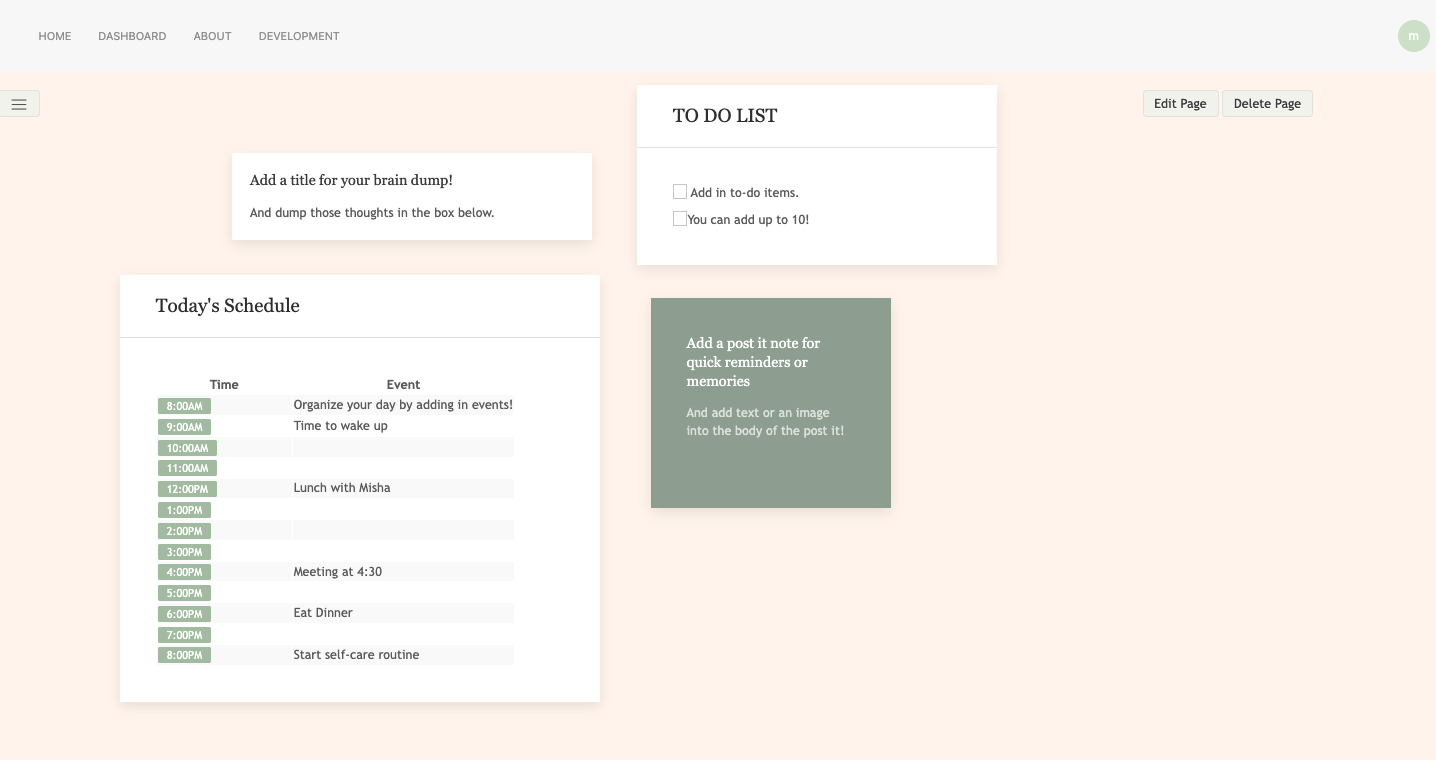 HOME DASHBOARD ABOUT DEVELOPMENT
m
Edit Page Delete Page
Add a title for your brain dump!
And dump those thoughts in the box below.
TO DO LIST
Add in to-do items.
You can add up to 10!
Today's Schedule
Time Event
8:00AM Organize your day by adding in events!
9:00AM Time to wake up
10:00AM
11:00AM
12:00PM Lunch with Misha
1:00PM
2:00PM
3:00PM
4:00PM Meeting at 4:30
5:00PM
6:00PM Eat Dinner
7:00PM
8:00PM Start self-care routine
Add a post it note for
quick reminders or
memories
And add text or an image
into the body of the post it!